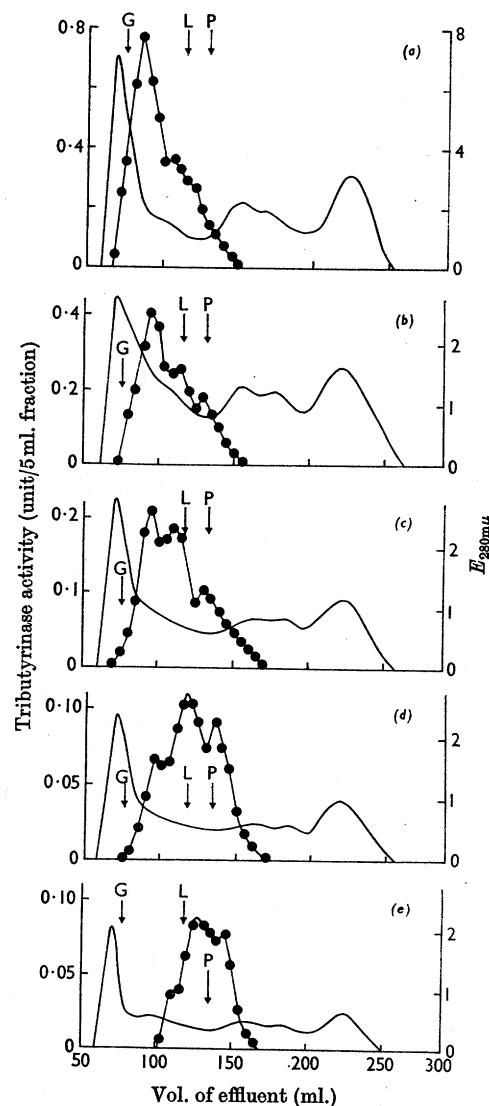 G L P
(a)
0·8
0·4
0
8
4
0
G L P
(b)
0·4
0·2
0
2
1
0
G L P
(c)
0·2
0·1
0
2
1
0
G L P
(d)
0·10
0·05
0
2
1
0
G L P
(e)
0·10
0·05
0
2
1
0
50 100 150 200 250 300
Vol. of effluent (ml.)
Tributyrinase activity (unit/5 ml. fraction)
E280mμ